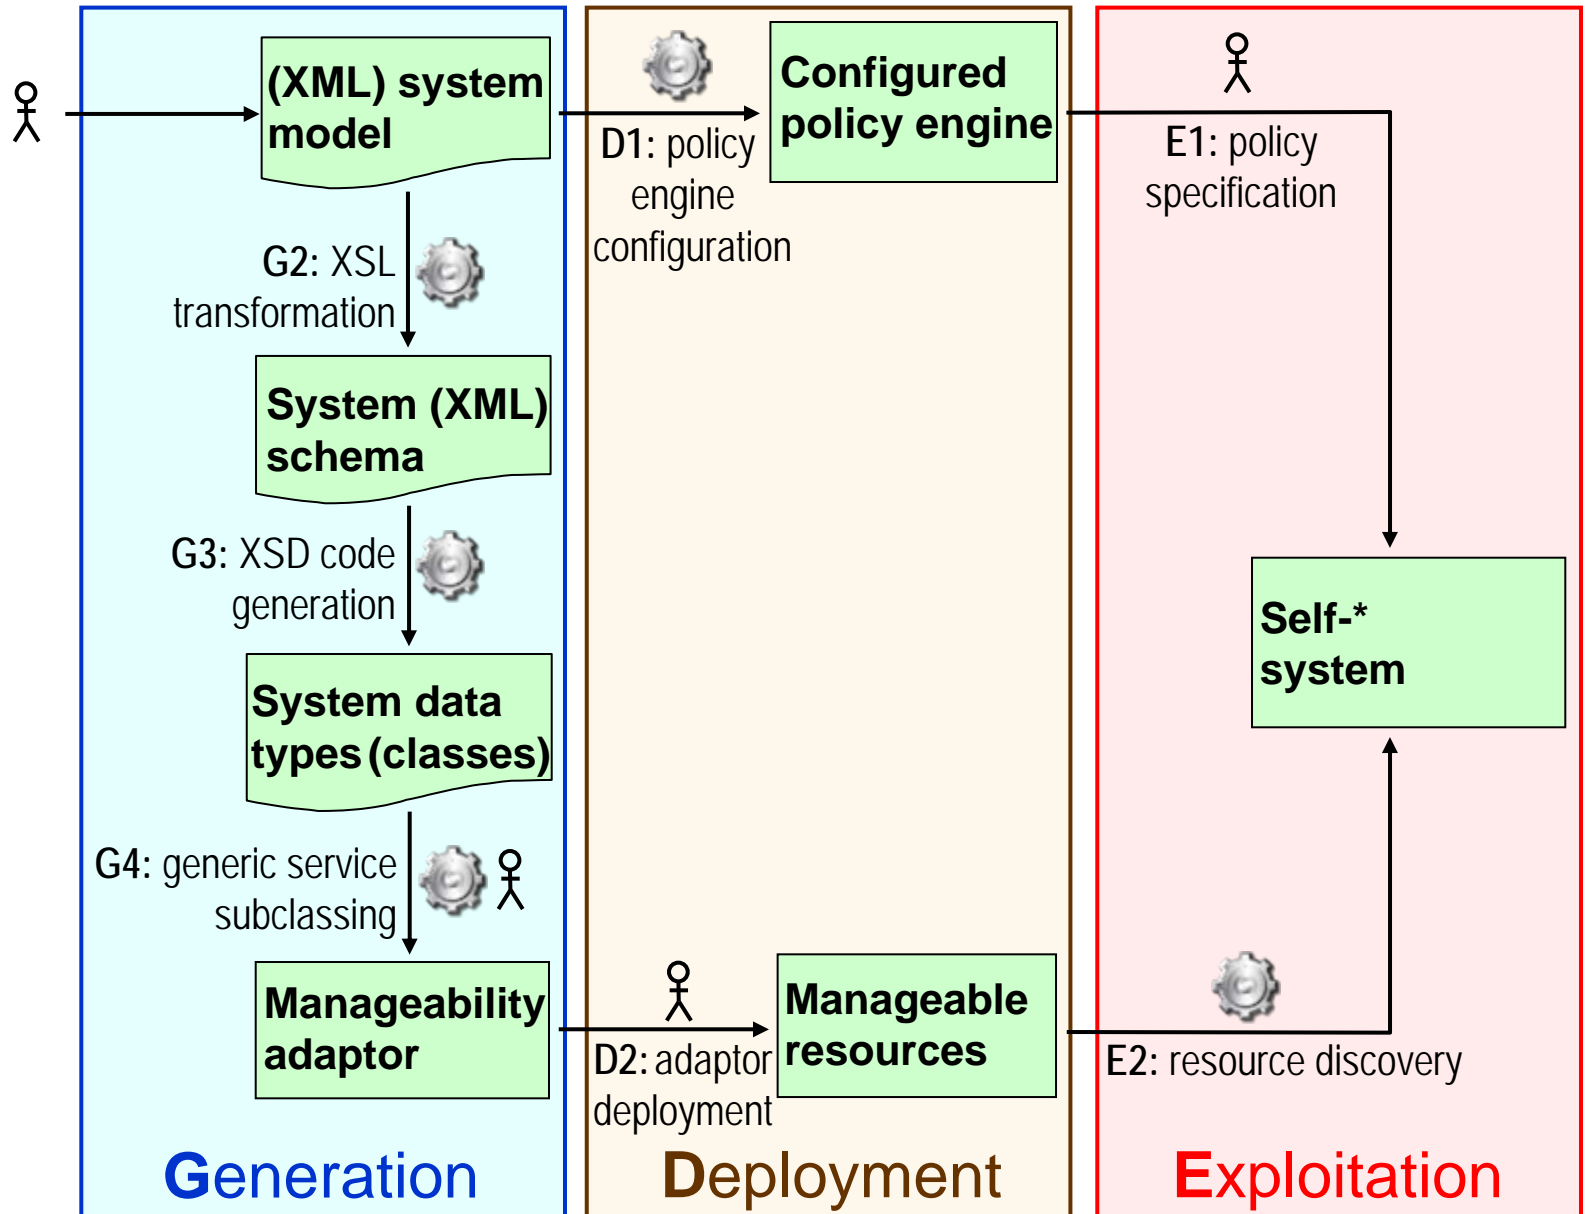 (XML) system
model
G2: XSL
transformation
System (XML)
schema
G3: XSD code
generation
System data
types (classes)
G4: generic service
subclassing
Manageability
adaptor
Generation
Configured
policy engine
D1: policy
engine
configuration
Manageable
resources
D2: adaptor
deployment
Deployment
E1: policy
specification
Self-*
system
E2: resource discovery
Exploitation